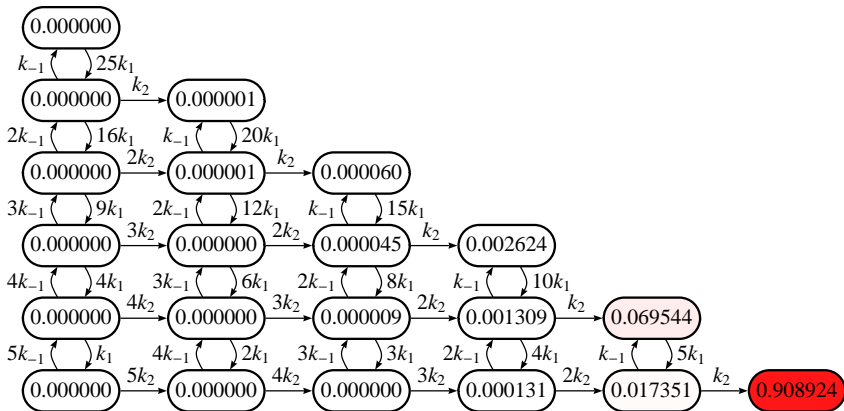 0.000000
k₋₁ 25k₁
k₂
0.000000 0.000001
2k₋₁ 16k₁ k₋₁ 20k₁
2k₂ k₂
0.000000 0.000001 0.000060
3k₋₁ 9k₁ 2k₋₁ 12k₁ k₋₁ 15k₁
3k₂ 2k₂ k₂
0.000000 0.000000 0.000045 0.002624
4k₋₁ 4k₁ 3k₋₁ 6k₁ 2k₋₁ 8k₁ k₋₁ 10k₁
4k₂ 3k₂ 2k₂ k₂
0.000000 0.000000 0.000009 0.001309 0.069544
5k₋₁ k₁ 4k₋₁ 2k₁ 3k₋₁ 3k₁ 2k₋₁ 4k₁ k₋₁ 5k₁
5k₂ 4k₂ 3k₂ 2k₂ k₂
0.000000 0.000000 0.000000 0.000131 0.017351 0.908924